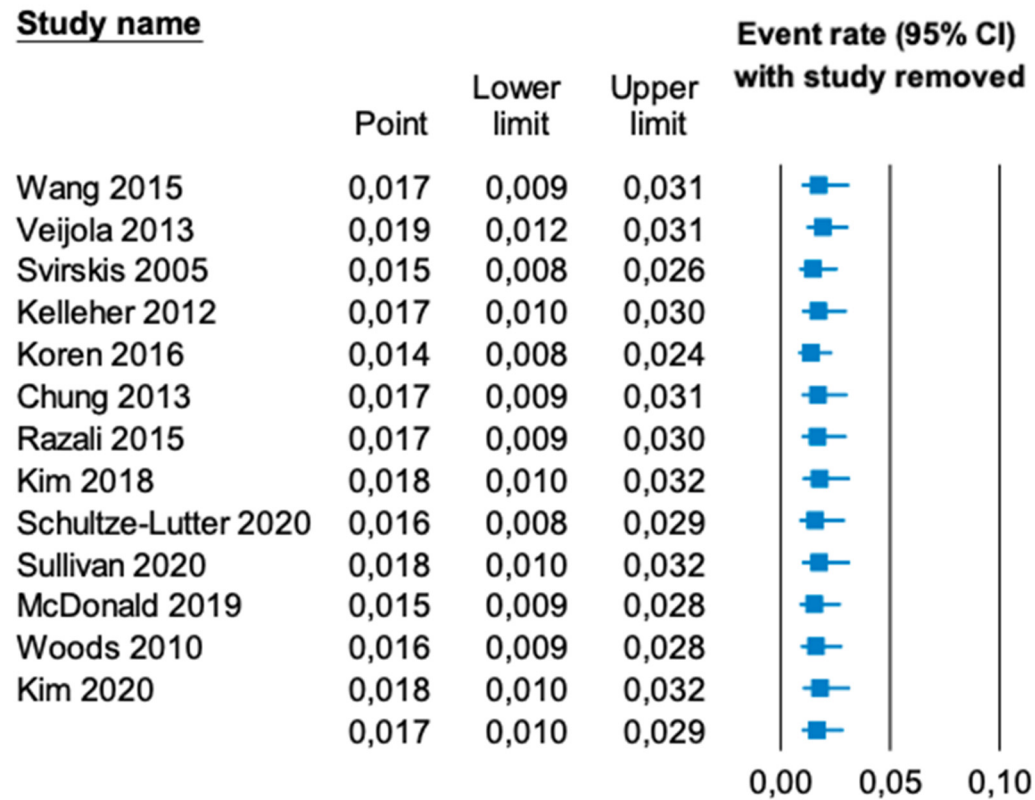 Study name
Event rate (95% CI)
with study removed
Lower Upper
Point limit limit
Wang 2015 0,017 0,009 0,031
Veijola 2013 0,019 0,012 0,031
Svirskis 2005 0,015 0,008 0,026
Kelleher 2012 0,017 0,010 0,030
Koren 2016 0,014 0,008 0,024
Chung 2013 0,017 0,009 0,031
Razali 2015 0,017 0,009 0,030
Kim 2018 0,018 0,010 0,032
Schultze-Lutter 2020 0,016 0,008 0,029
Sullivan 2020 0,018 0,010 0,032
McDonald 2019 0,015 0,009 0,028
Woods 2010 0,016 0,009 0,028
Kim 2020 0,018 0,010 0,032
0,017 0,010 0,029
0,00 0,05 0,10